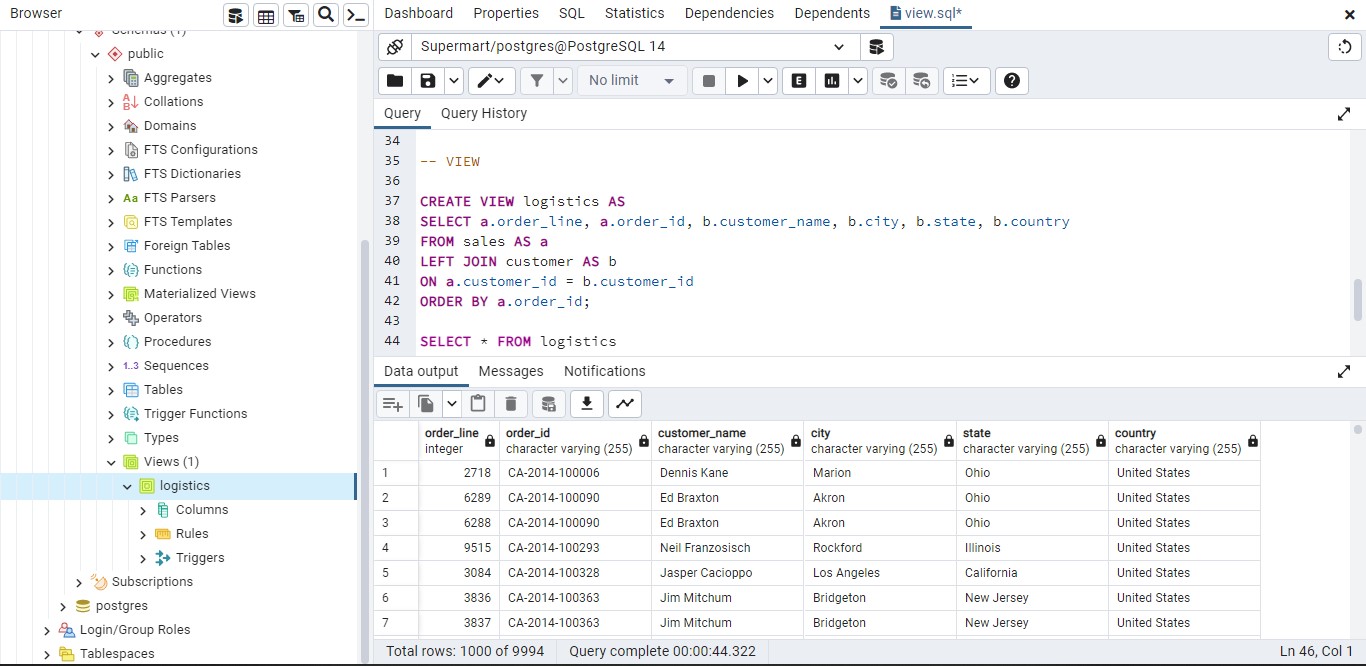 Browser
Dashboard Properties SQL Statistics Dependencies Dependents view.sql*
Schemas (1)
public
Aggregates
Collations
Domains
FTS Configurations
FTS Dictionaries
Aa FTS Parsers
FTS Templates
Foreign Tables
Functions
Materialized Views
Operators
Procedures
1..3 Sequences
Tables
Trigger Functions
Types
Views (1)
logistics
Columns
Rules
Triggers
Subscriptions
postgres
Login/Group Roles
Tablespaces
Supermart/postgres@PostgreSQL 14
No limit
E
Query Query History
34
35 -- VIEW
36
37 CREATE VIEW logistics AS
38 SELECT a.order_line, a.order_id, b.customer_name, b.city, b.state, b.country
39 FROM sales AS a
40 LEFT JOIN customer AS b
41 ON a.customer_id = b.customer_id
42 ORDER BY a.order_id;
43
44 SELECT * FROM logistics
Data output Messages Notifications
order_line order_id customer_name city state country
integer character varying (255) character varying (255) character varying (255) character varying (255) character varying (255)
1 2718 CA-2014-100006 Dennis Kane Marion Ohio United States
2 6289 CA-2014-100090 Ed Braxton Akron Ohio United States
3 6288 CA-2014-100090 Ed Braxton Akron Ohio United States
4 9515 CA-2014-100293 Neil Franzosisch Rockford Illinois United States
5 3084 CA-2014-100328 Jasper Cacioppo Los Angeles California United States
6 3836 CA-2014-100363 Jim Mitchum Bridgeton New Jersey United States
7 3837 CA-2014-100363 Jim Mitchum Bridgeton New Jersey United States
Total rows: 1000 of 9994 Query complete 00:00:44.322 Ln 46, Col 1